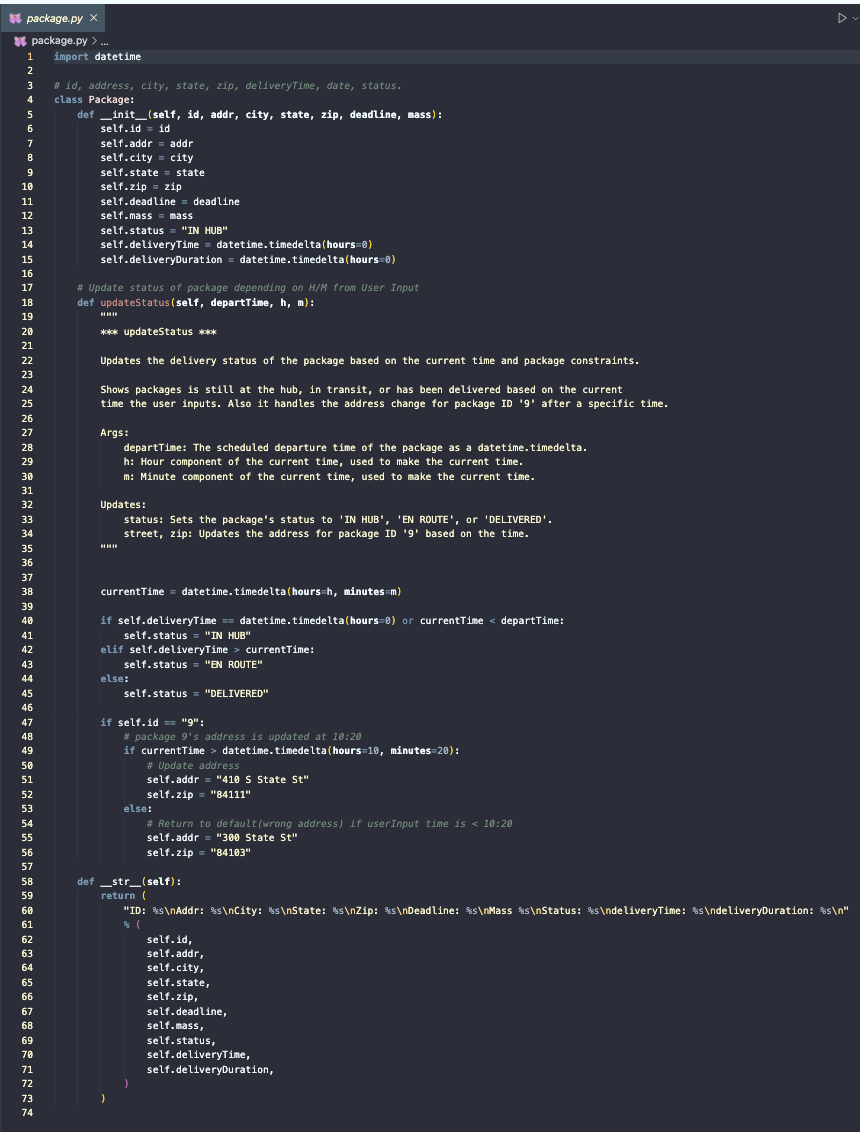 package.py ×
package.py > ...
1 import datetime
2
3 # id, address, city, state, zip, deliveryTime, date, status.
4 class Package:
5     def __init__(self, id, addr, city, state, zip, deadline, mass):
6         self.id = id
7         self.addr = addr
8         self.city = city
9         self.state = state
10         self.zip = zip
11         self.deadline = deadline
12         self.mass = mass
13         self.status = "IN HUB"
14         self.deliveryTime = datetime.timedelta(hours=0)
15         self.deliveryDuration = datetime.timedelta(hours=0)
16
17     # Update status of package depending on H/M from User Input
18     def updateStatus(self, departTime, h, m):
19         """
20         *** updateStatus ***
21
22         Updates the delivery status of the package based on the current time and package constraints.
23
24         Shows packages is still at the hub, in transit, or has been delivered based on the current
25         time the user inputs. Also it handles the address change for package ID '9' after a specific time.
26
27         Args:
28             departTime: The scheduled departure time of the package as a datetime.timedelta.
29             h: Hour component of the current time, used to make the current time.
30             m: Minute component of the current time, used to make the current time.
31
32         Updates:
33             status: Sets the package's status to 'IN HUB', 'EN ROUTE', or 'DELIVERED'.
34             street, zip: Updates the address for package ID '9' based on the time.
35         """
36
37
38         currentTime = datetime.timedelta(hours=h, minutes=m)
39
40         if self.deliveryTime == datetime.timedelta(hours=0) or currentTime < departTime:
41             self.status = "IN HUB"
42         elif self.deliveryTime > currentTime:
43             self.status = "EN ROUTE"
44         else:
45             self.status = "DELIVERED"
46
47         if self.id == "9":
48             # package 9's address is updated at 10:20
49             if currentTime > datetime.timedelta(hours=10, minutes=20):
50                 # Update address
51                 self.addr = "410 S State St"
52                 self.zip = "84111"
53             else:
54                 # Return to default(wrong address) if userInput time is < 10:20
55                 self.addr = "300 State St"
56                 self.zip = "84103"
57
58     def __str__(self):
59         return (
60             "ID: %s\nAddr: %s\nCity: %s\nState: %s\nZip: %s\nDeadline: %s\nMass %s\nStatus: %s\ndeliveryTime: %s\ndeliveryDuration: %s\n"
61             % (
62                 self.id,
63                 self.addr,
64                 self.city,
65                 self.state,
66                 self.zip,
67                 self.deadline,
68                 self.mass,
69                 self.status,
70                 self.deliveryTime,
71                 self.deliveryDuration,
72             )
73         )
74